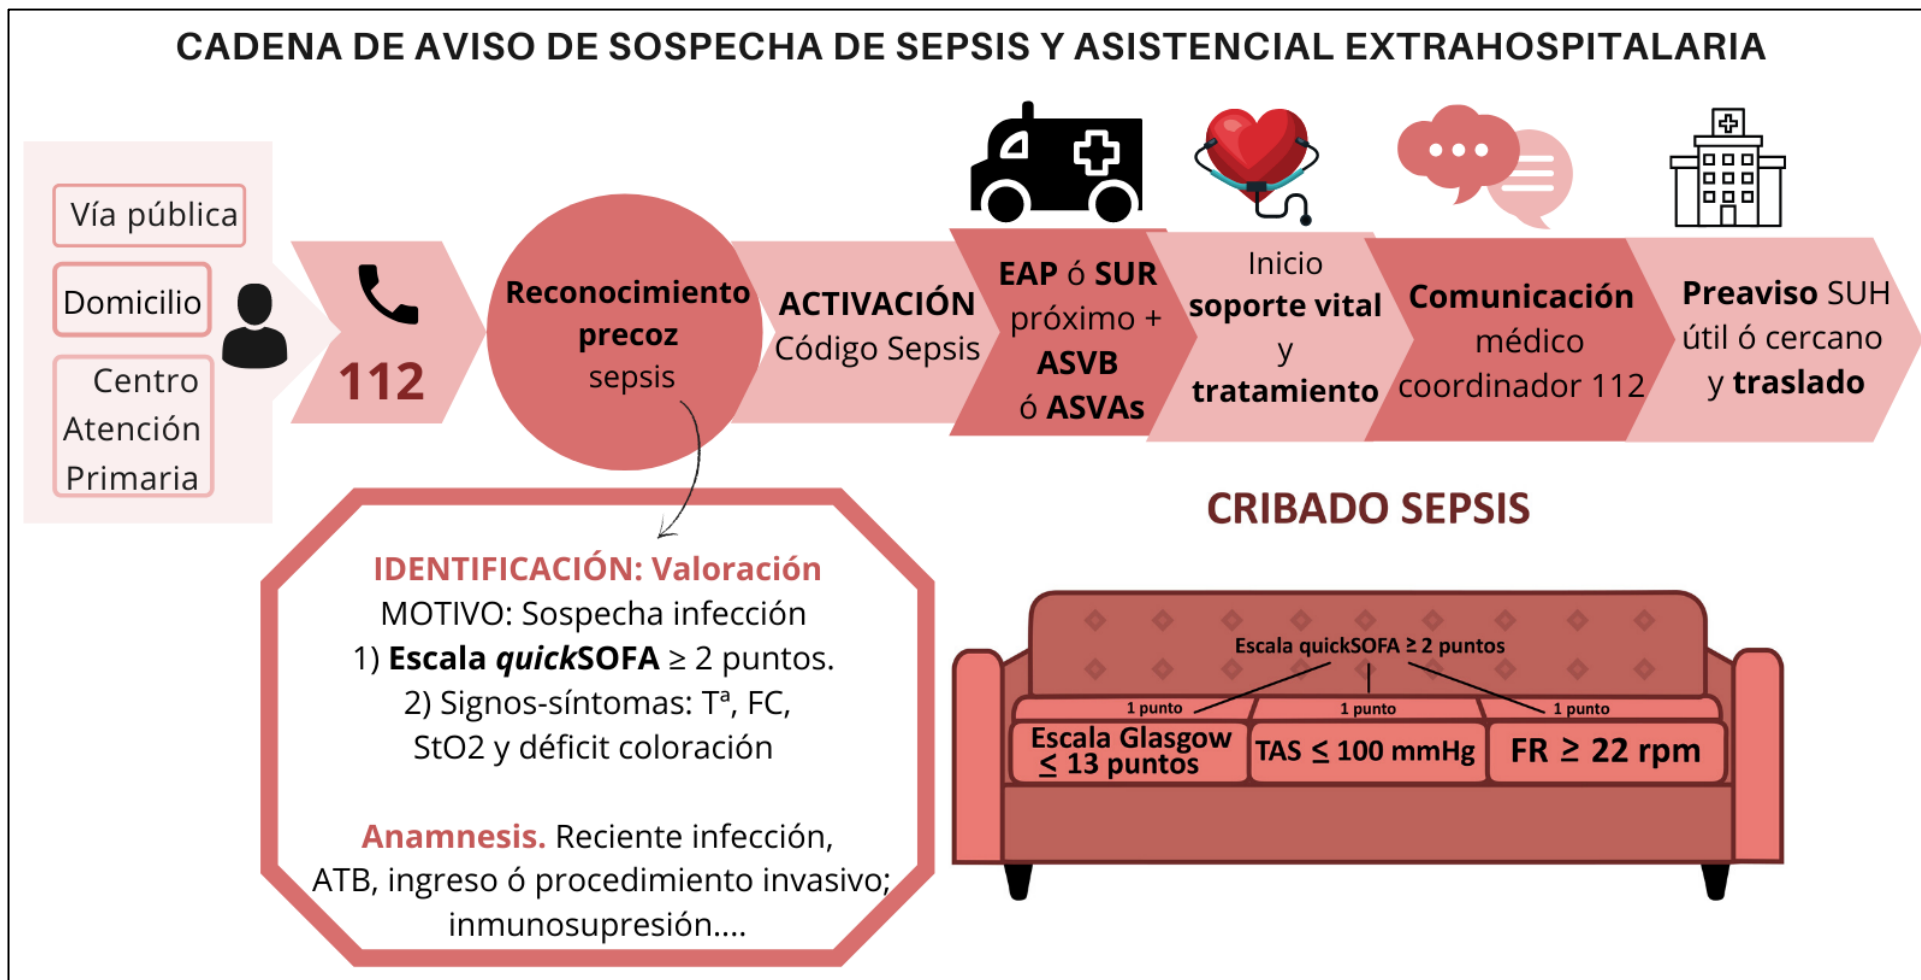 CADENA DE AVISO DE SOSPECHA DE SEPSIS Y ASISTENCIAL EXTRAHOSPITALARIA
Vía pública
Domicilio
Centro
Atención
Primaria
112
Reconocimiento
precoz
sepsis
ACTIVACIÓN
Código Sepsis
EAP ó SUR
próximo +
ASVB
ó ASVAs
Inicio
soporte vital
y
tratamiento
Comunicación
médico
coordinador 112
Preaviso SUH
útil ó cercano
y traslado
IDENTIFICACIÓN: Valoración
MOTIVO: Sospecha infección
1) Escala quickSOFA ≥ 2 puntos.
2) Signos-síntomas: Tª, FC,
StO2 y déficit coloración
Anamnesis. Reciente infección,
ATB, ingreso ó procedimiento invasivo;
inmunosupresión....
CRIBADO SEPSIS
Escala quickSOFA ≥ 2 puntos
1 punto
1 punto
1 punto
Escala Glasgow
≤ 13 puntos
TAS ≤ 100 mmHg
FR ≥ 22 rpm